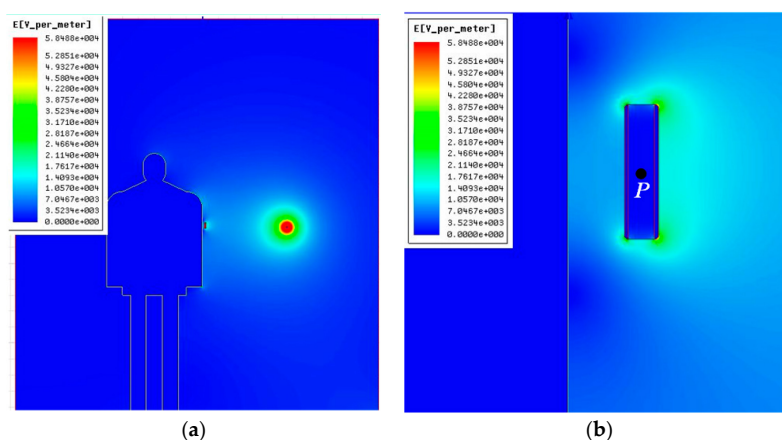 E[V_per_meter]
5.8488e+004
5.2851e+004
4.9327e+004
4.5804e+004
4.2280e+004
3.8757e+004
3.5234e+004
3.1710e+004
2.8187e+004
2.4664e+004
2.1140e+004
1.7617e+004
1.4093e+004
1.0570e+004
7.0467e+003
3.5234e+003
0.0000e+000
(a)
E[V_per_meter]
5.8488e+004
5.2851e+004
4.9327e+004
4.5804e+004
4.2280e+004
3.8757e+004
3.5234e+004
3.1710e+004
2.8187e+004
2.4664e+004
2.1140e+004
1.7617e+004
1.4093e+004
1.0570e+004
7.0467e+003
3.5234e+003
0.0000e+000
P
(b)